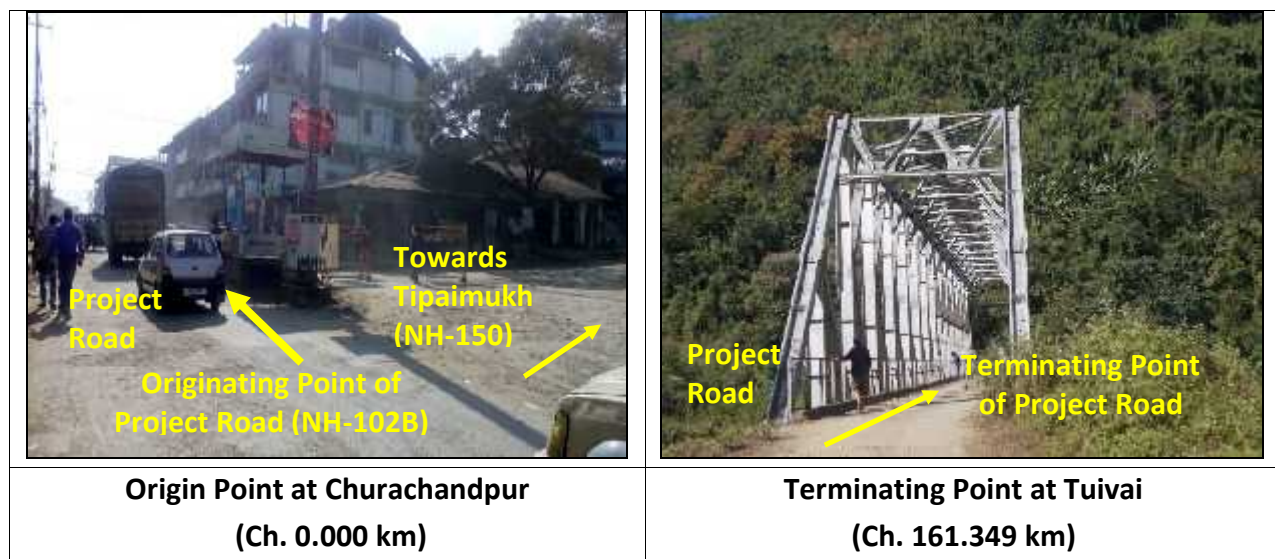 Project
Road
Towards
Tipaimukh
(NH-150)
Originating Point of
Project Road (NH-102B)
Project
Road
Terminating Point
of Project Road
Origin Point at Churachandpur
(Ch. 0.000 km)
Terminating Point at Tuivai
(Ch. 161.349 km)